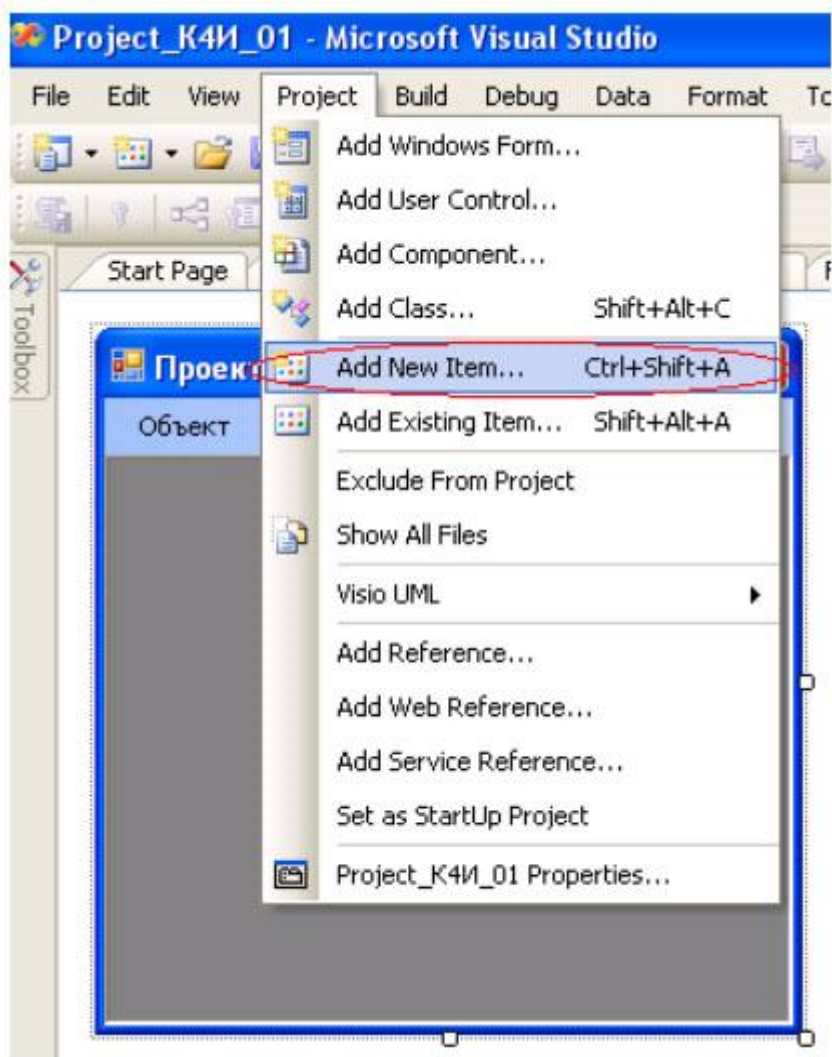 Project_К4И_01 - Microsoft Visual Studio
File Edit View Project Build Debug Data Format
Add Windows Form...
Add User Control...
Start Page
Add Component...
Add Class... Shift+Alt+C
Toolbox
Add New Item... Ctrl+Shift+A
Объект
Add Existing Item... Shift+Alt+A
Exclude From Project
Show All Files
Visio UML
Add Reference...
Add Web Reference...
Add Service Reference...
Set as StartUp Project
Project_К4И_01 Properties...